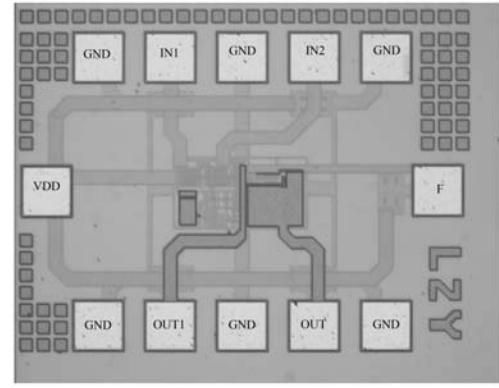 GND IN1 GND IN2 GND
VDD F
GND OUT1 GND OUT GND
LZY